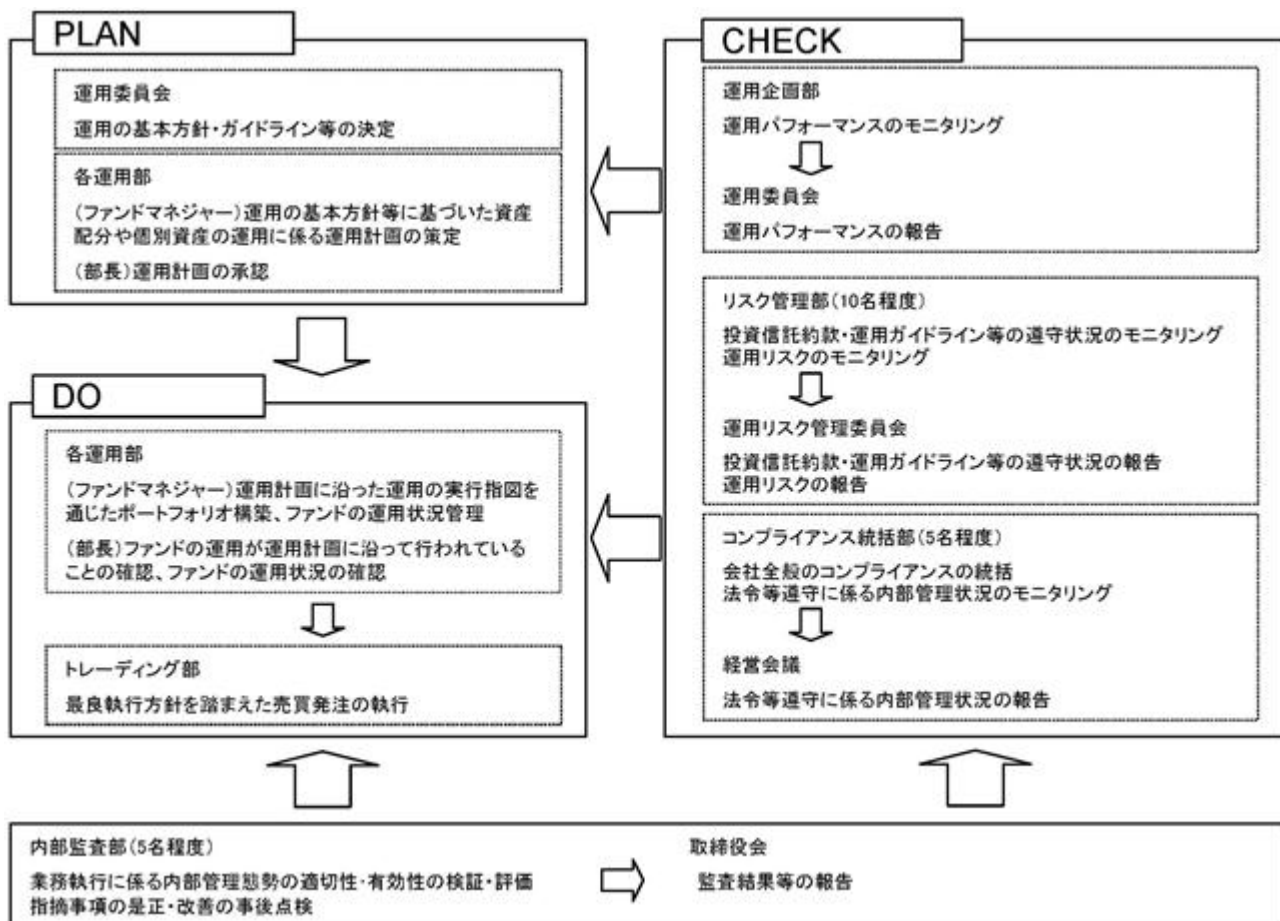 PLAN
運用委員会
運用の基本方針・ガイドライン等の決定
各運用部
(ファンドマネジャー)運用の基本方針等に基づいた資産
配分や個別資産の運用に係る運用計画の策定
(部長)運用計画の承認
DO
各運用部
(ファンドマネジャー)運用計画に沿った運用の実行指図を
通じたポートフォリオ構築、ファンドの運用状況管理
(部長)ファンドの運用が運用計画に沿って行われている
ことの確認、ファンドの運用状況の確認
トレーディング部
最良執行方針を踏まえた売買発注の執行
CHECK
運用企画部
運用パフォーマンスのモニタリング
運用委員会
運用パフォーマンスの報告
リスク管理部(10名程度)
投資信託約款・運用ガイドライン等の遵守状況のモニタリング
運用リスクのモニタリング
運用リスク管理委員会
投資信託約款・運用ガイドライン等の遵守状況の報告
運用リスクの報告
コンプライアンス統括部(5名程度)
会社全般のコンプライアンスの統括
法令等遵守に係る内部管理状況のモニタリング
経営会議
法令等遵守に係る内部管理状況の報告
内部監査部(5名程度)
業務執行に係る内部管理態勢の適切性・有効性の検証・評価
指摘事項の是正・改善の事後点検
取締役会
監査結果等の報告